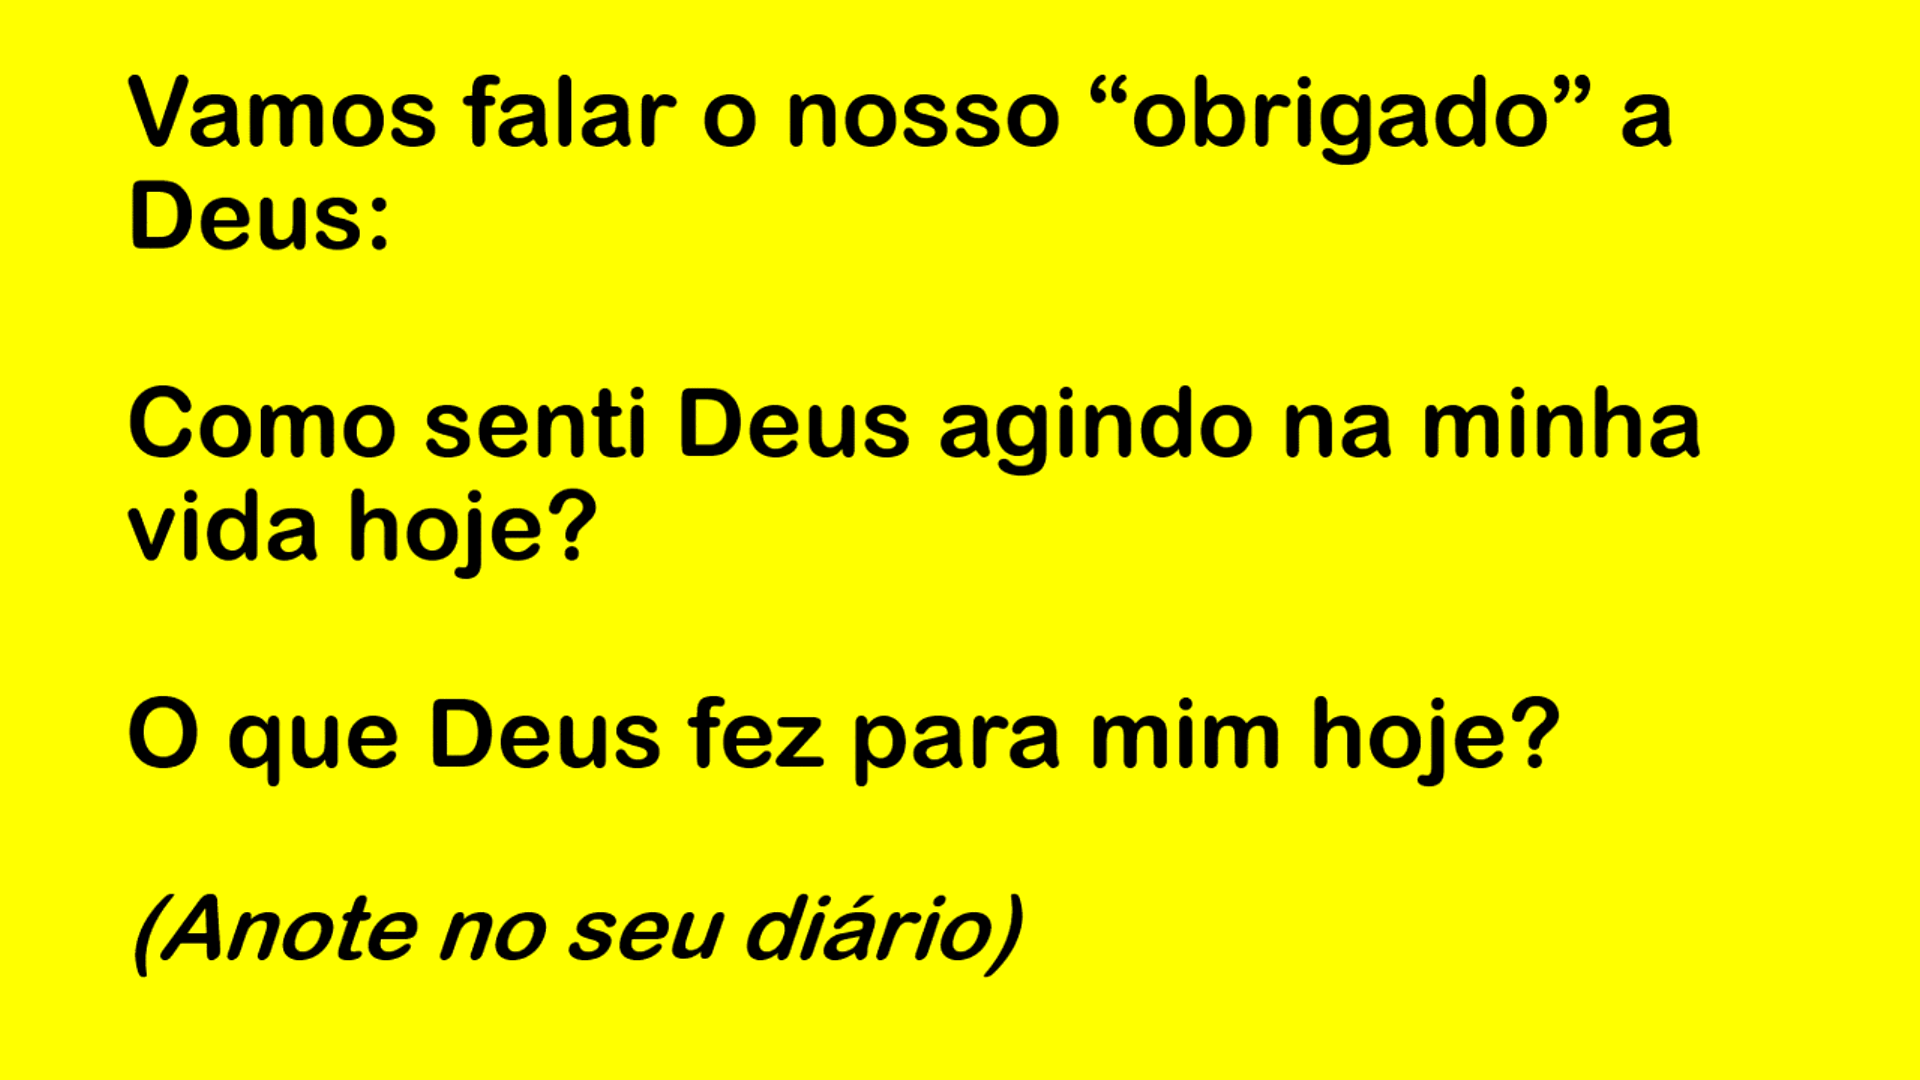 Vamos falar o nosso “obrigado” a
Deus:
Como senti Deus agindo na minha
vida hoje?
O que Deus fez para mim hoje?
(Anote no seu diário)